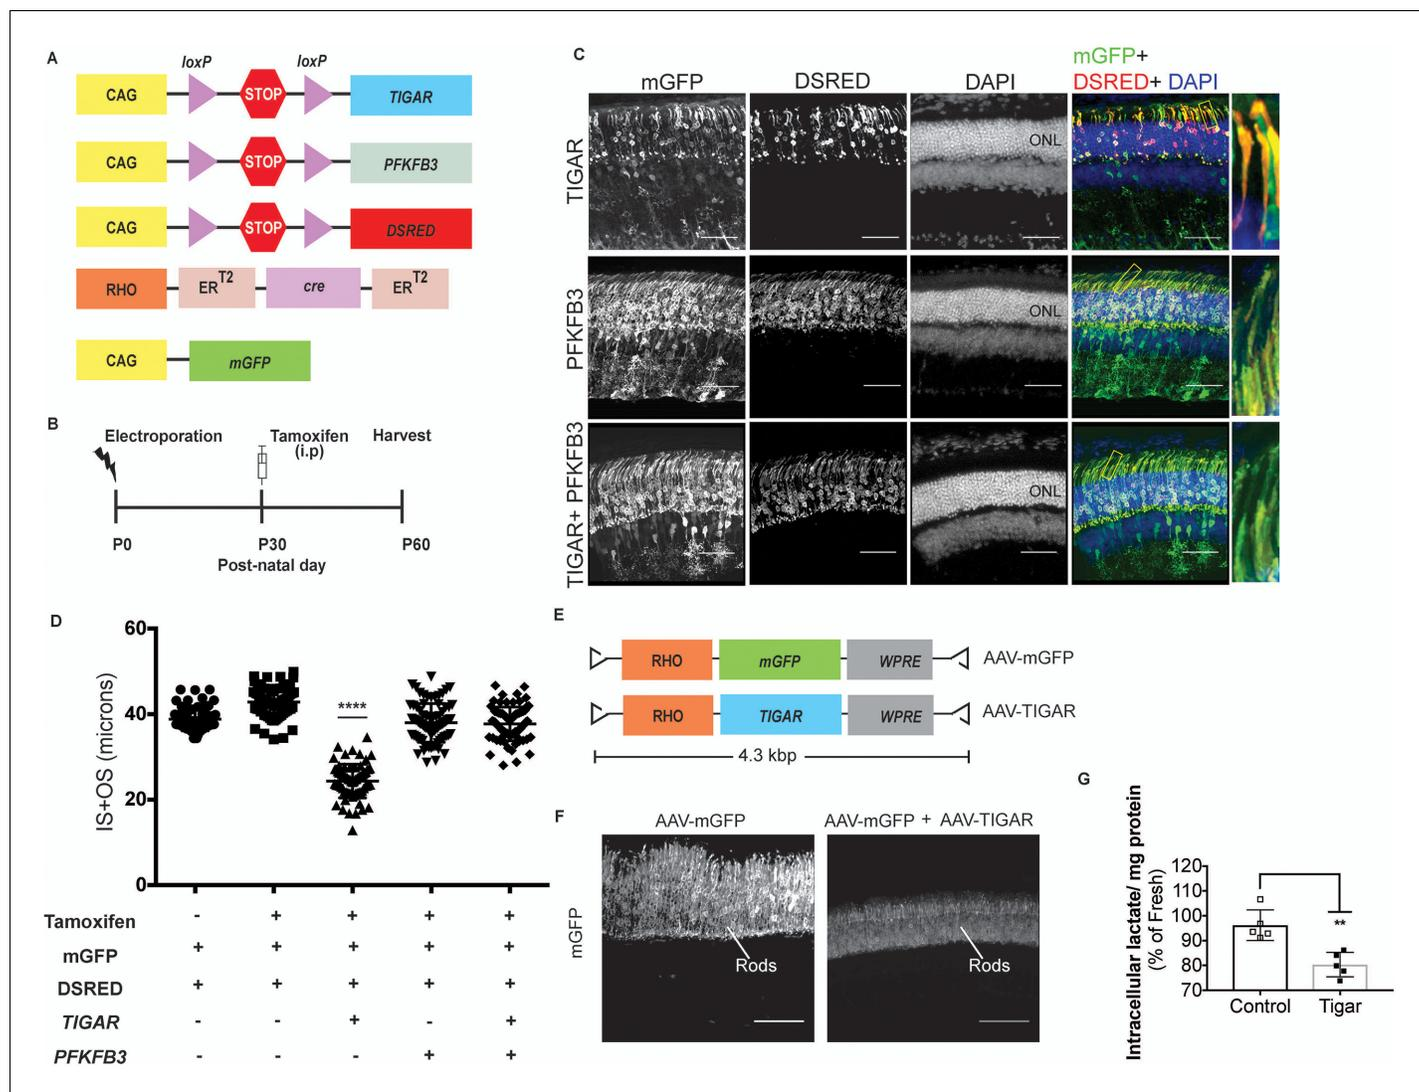 A
loxP loxP
CAG STOP TIGAR
CAG STOP PFKFB3
CAG STOP DSRED
RHO ERT2 cre ERT2
CAG mGFP
B
Electroporation Tamoxifen Harvest
(i.p)
P0 P30 P60
Post-natal day
C
mGFP DSRED DAPI mGFP+
DSRED+ DAPI
TIGAR
ONL
PFKFB3
ONL
TIGAR+ PFKFB3
ONL
D
IS+OS (microns)
60
40
20
0
****
Tamoxifen - + + + +
mGFP + + + + +
DSRED + + + + +
TIGAR - - + - +
PFKFB3 - - - + +
E
RHO mGFP WPRE AAV-mGFP
RHO TIGAR WPRE AAV-TIGAR
4.3 kbp
F
AAV-mGFP AAV-mGFP + AAV-TIGAR
mGFP
Rods Rods
G
Intracellular lactate/ mg protein
(% of Fresh)
120
110
100
90
80
70
**
Control Tigar